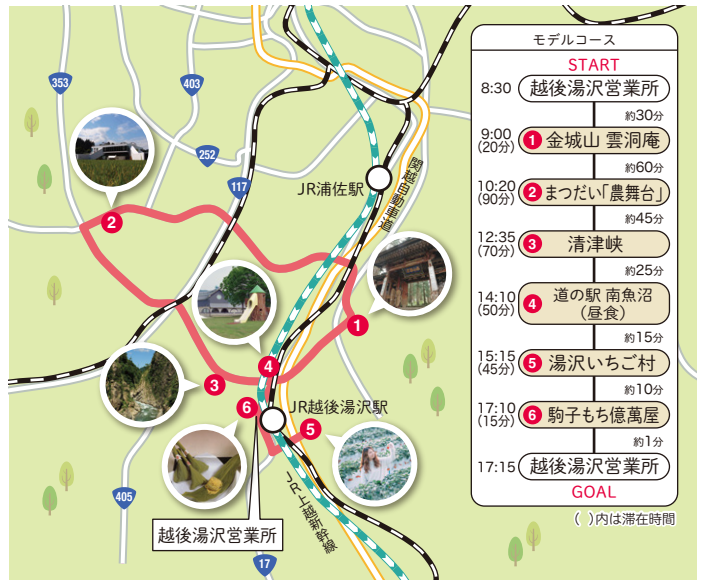 353
403
252
117
2
JR浦佐駅
関越自動車道
1
4
3
6
JR越後湯沢駅
5
405
越後湯沢営業所
JR上越新幹線
17
モデルコース
START
8:30 越後湯沢営業所
約30分
9:00
(20分)
1 金城山 雲洞庵
約60分
10:20
(90分)
2 まつだい「農舞台」
約45分
12:35
(70分)
3 清津峡
約25分
14:10
(50分)
4 道の駅 南魚沼
(昼食)
約15分
15:15
(45分)
5 湯沢いちご村
約10分
17:10
(15分)
6 駒子もち億萬屋
約1分
17:15 越後湯沢営業所
GOAL
( )内は滞在時間